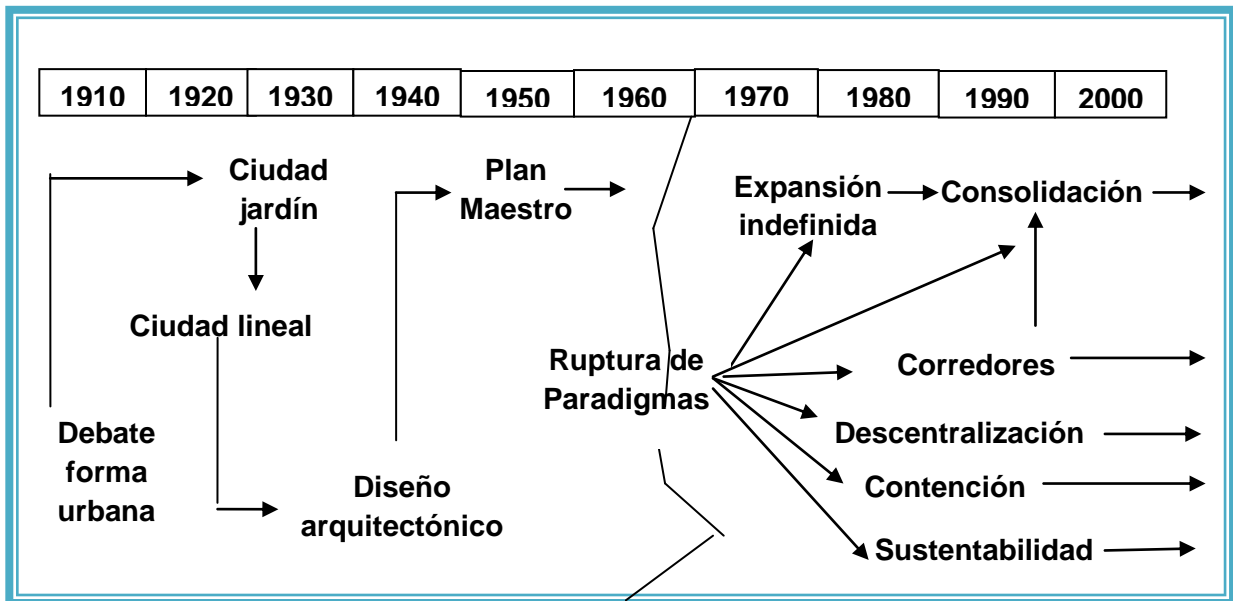 1910 1920 1930 1940 1950 1960 1970 1980 1990 2000
Ciudad
jardín
Plan
Maestro
Expansión
indefinida
Consolidación
Ciudad lineal
Ruptura de
Paradigmas
Corredores
Debate
forma
urbana
Descentralización
Diseño
arquitectónico
Contención
Sustentabilidad